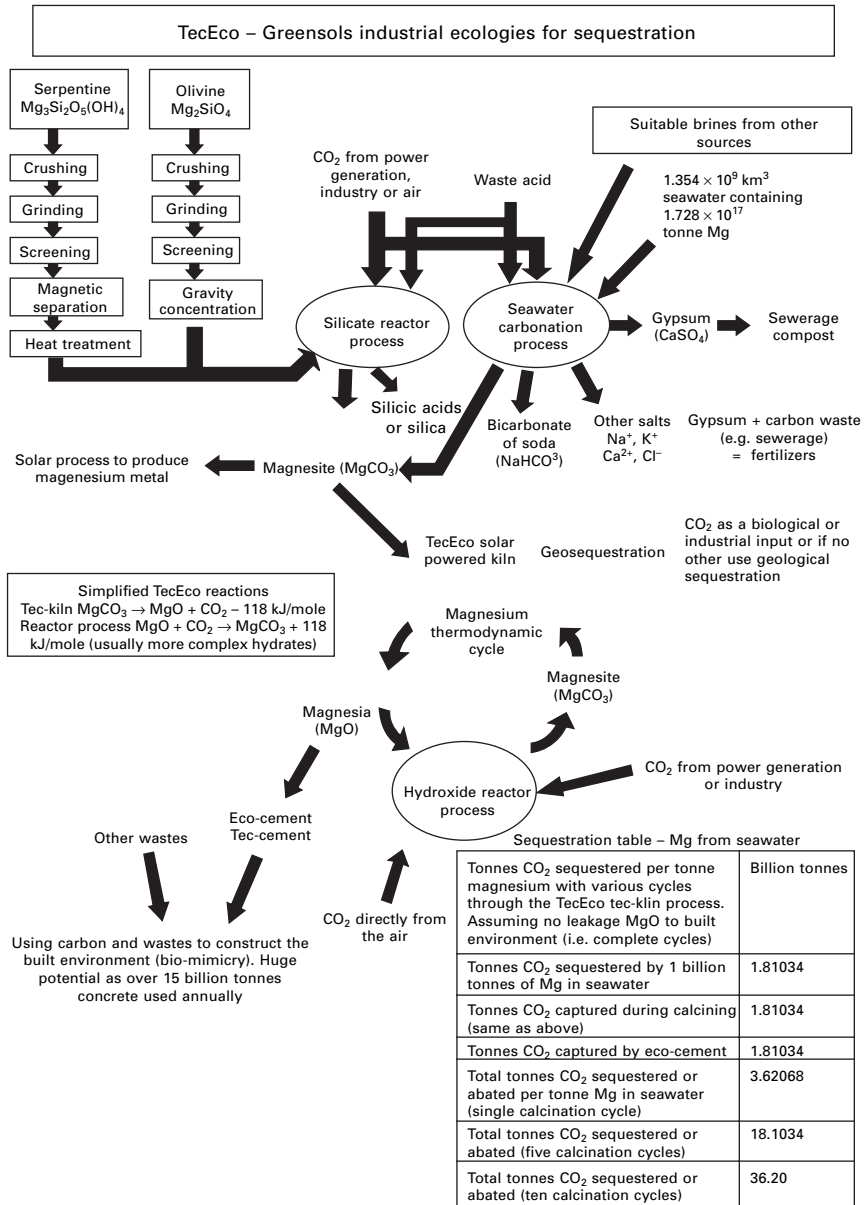 TecEco – Greensols industrial ecologies for sequestration
Serpentine
Mg₃Si₂O₅(OH)₄
Crushing
Grinding
Screening
Magnetic
separation
Heat treatment
Olivine
Mg₂SiO₄
Crushing
Grinding
Screening
Gravity
concentration
CO₂ from power
generation,
industry or air
Waste acid
Suitable brines from other
sources
1.354 × 10⁹ km³
seawater containing
1.728 × 10¹⁷
tonne Mg
Silicate reactor
process
Seawater
carbonation
process
Gypsum
(CaSO₄)
Sewerage
compost
Silicic acids
or silica
Bicarbonate
of soda
(NaHCO³)
Other salts
Na⁺, K⁺
Ca²⁺, Cl⁻
Gypsum + carbon waste
(e.g. sewerage)
= fertilizers
Solar process to produce
magenesium metal
Magnesite (MgCO₃)
TecEco solar
powered kiln
Geosequestration
CO₂ as a biological or
industrial input or if no
other use geological
sequestration
Simplified TecEco reactions
Tec-kiln MgCO₃ → MgO + CO₂ – 118 kJ/mole
Reactor process MgO + CO₂ → MgCO₃ + 118
kJ/mole (usually more complex hydrates)
Magnesium
thermodynamic
cycle
Magnesite
(MgCO₃)
Magnesia
(MgO)
Hydroxide reactor
process
CO₂ from power generation
or industry
Eco-cement
Tec-cement
Other wastes
CO₂ directly from
the air
Using carbon and wastes to construct the
built environment (bio-mimicry). Huge
potential as over 15 billion tonnes
concrete used annually
Sequestration table – Mg from seawater
Tonnes CO₂ sequestered per tonne
magnesium with various cycles
through the TecEco tec-klin process.
Assuming no leakage MgO to built
environment (i.e. complete cycles)
Billion tonnes
Tonnes CO₂ sequestered by 1 billion
tonnes of Mg in seawater
1.81034
Tonnes CO₂ captured during calcining
(same as above)
1.81034
Tonnes CO₂ captured by eco-cement
1.81034
Total tonnes CO₂ sequestered or
abated per tonne Mg in seawater
(single calcination cycle)
3.62068
Total tonnes CO₂ sequestered or
abated (five calcination cycles)
18.1034
Total tonnes CO₂ sequestered or
abated (ten calcination cycles)
36.20